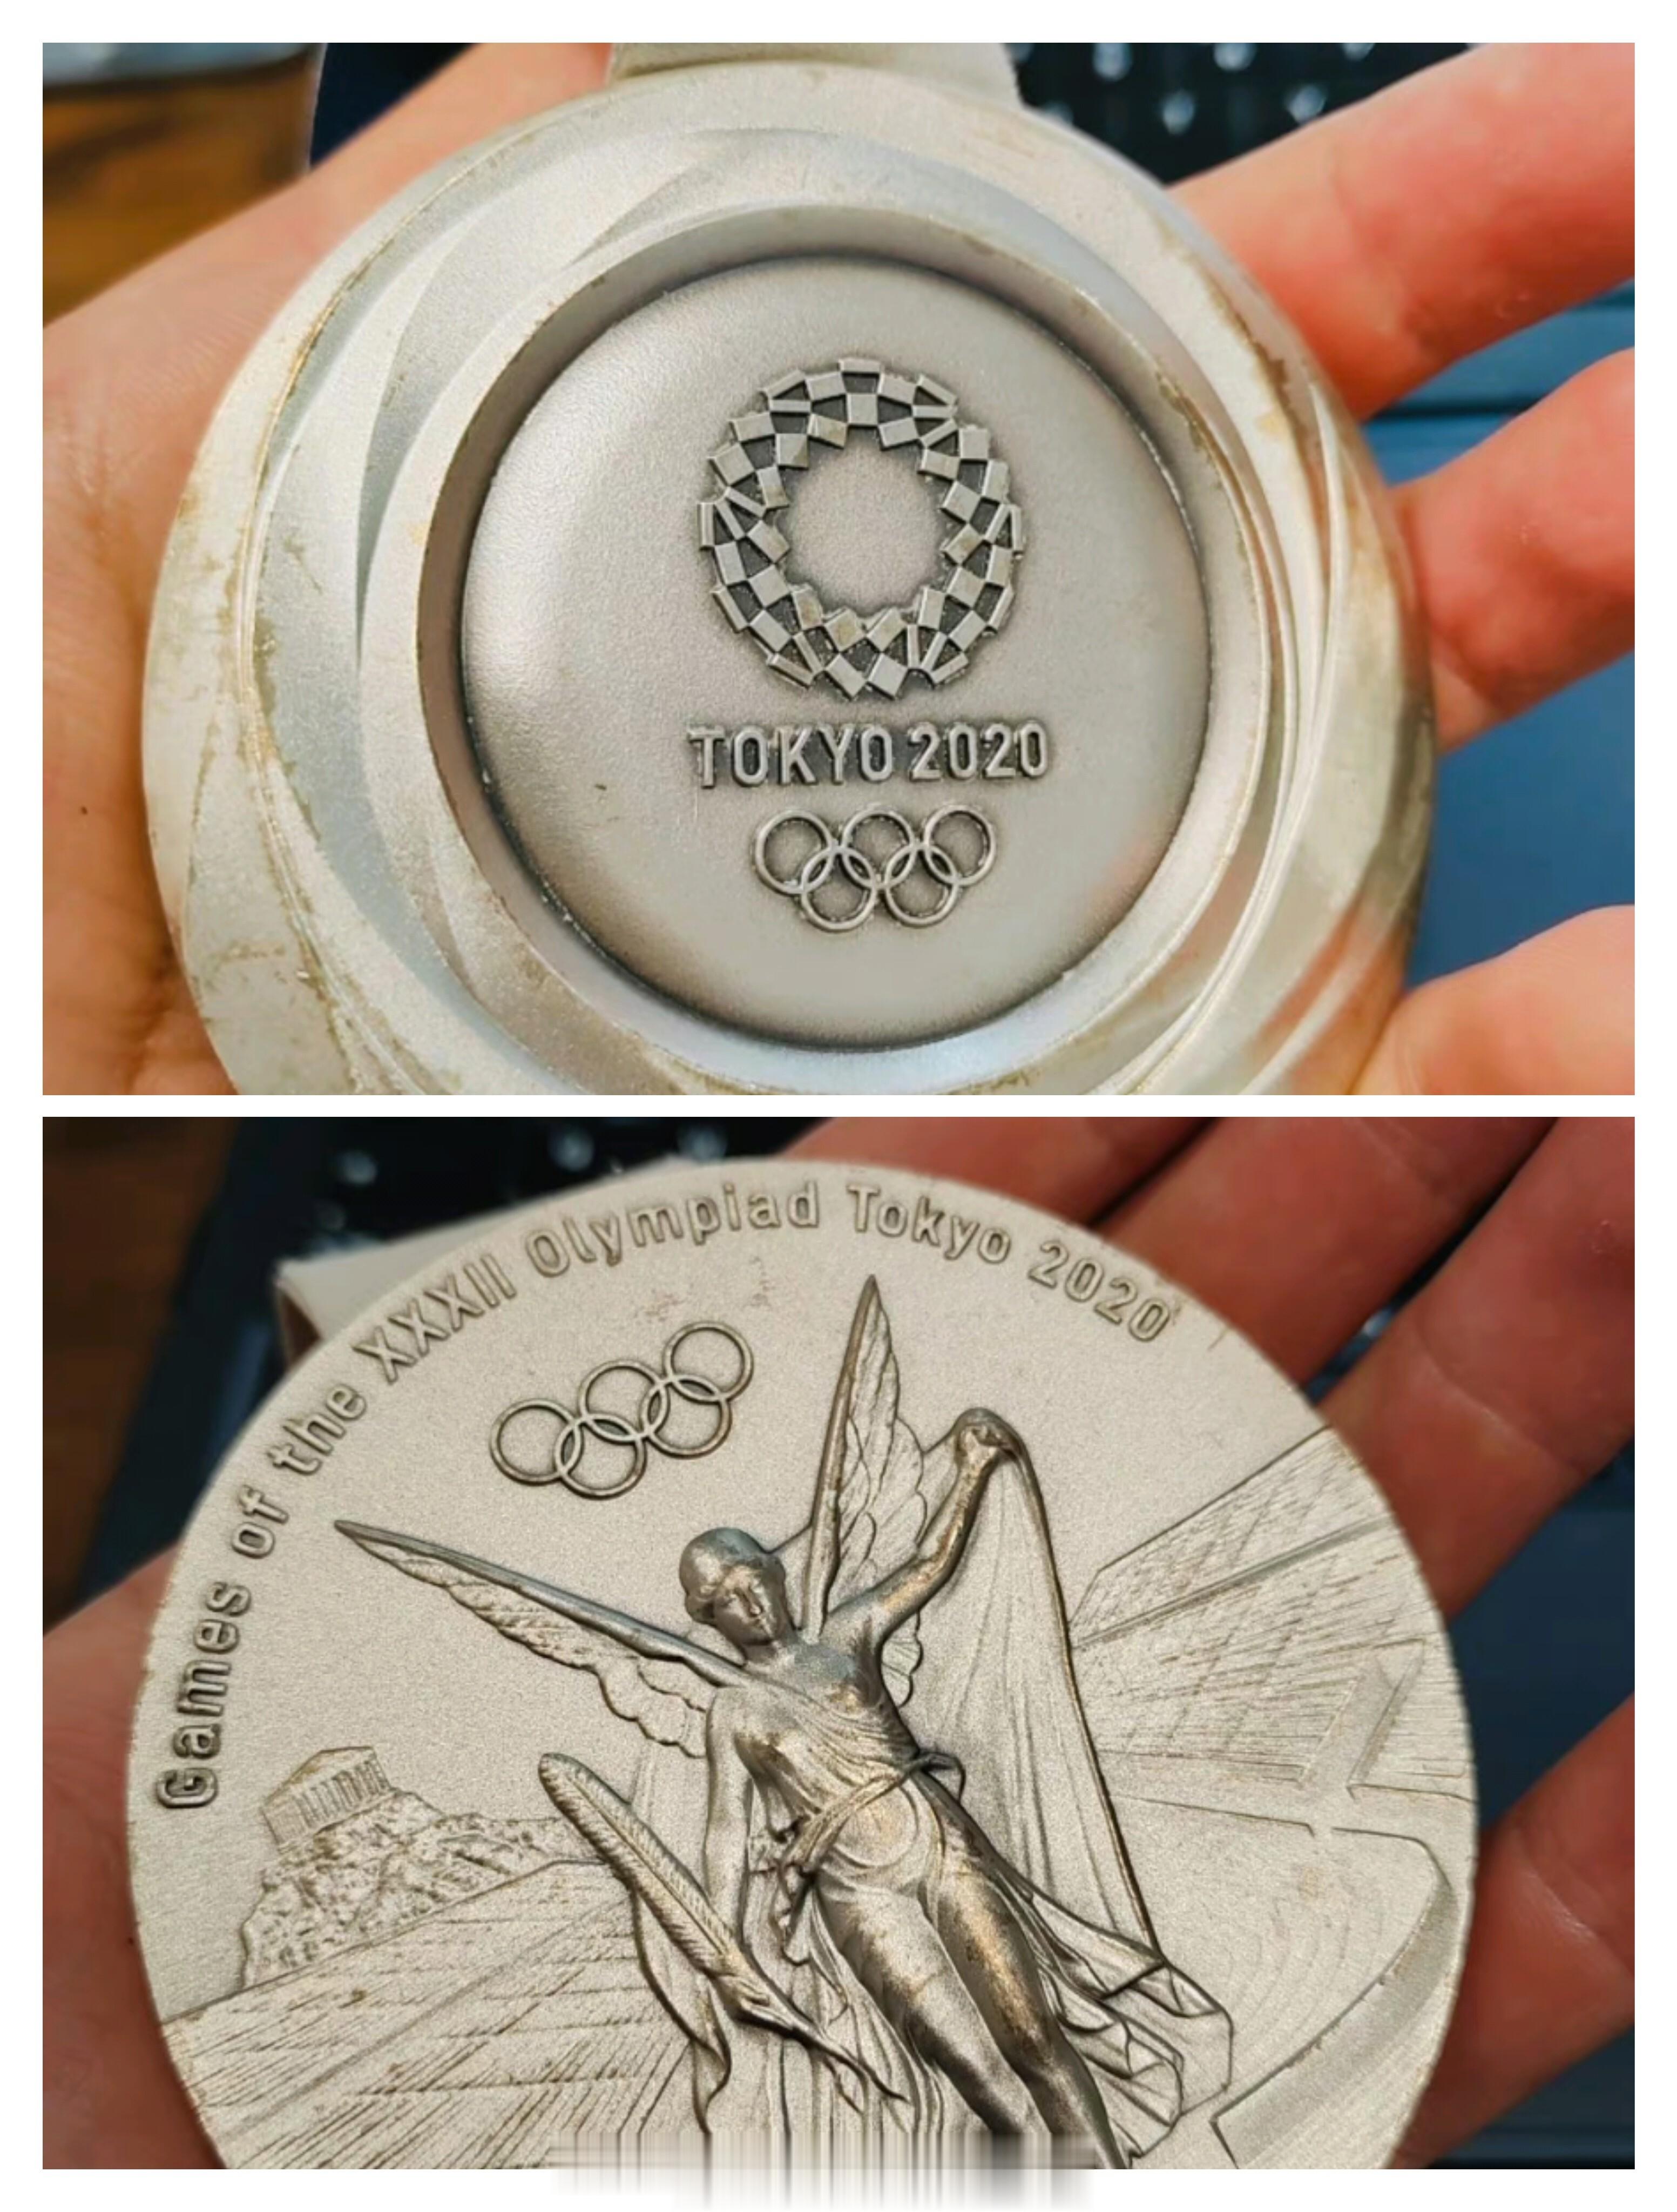 TOKYO 2020
Games of the XXXII Olympiad Tokyo 2020